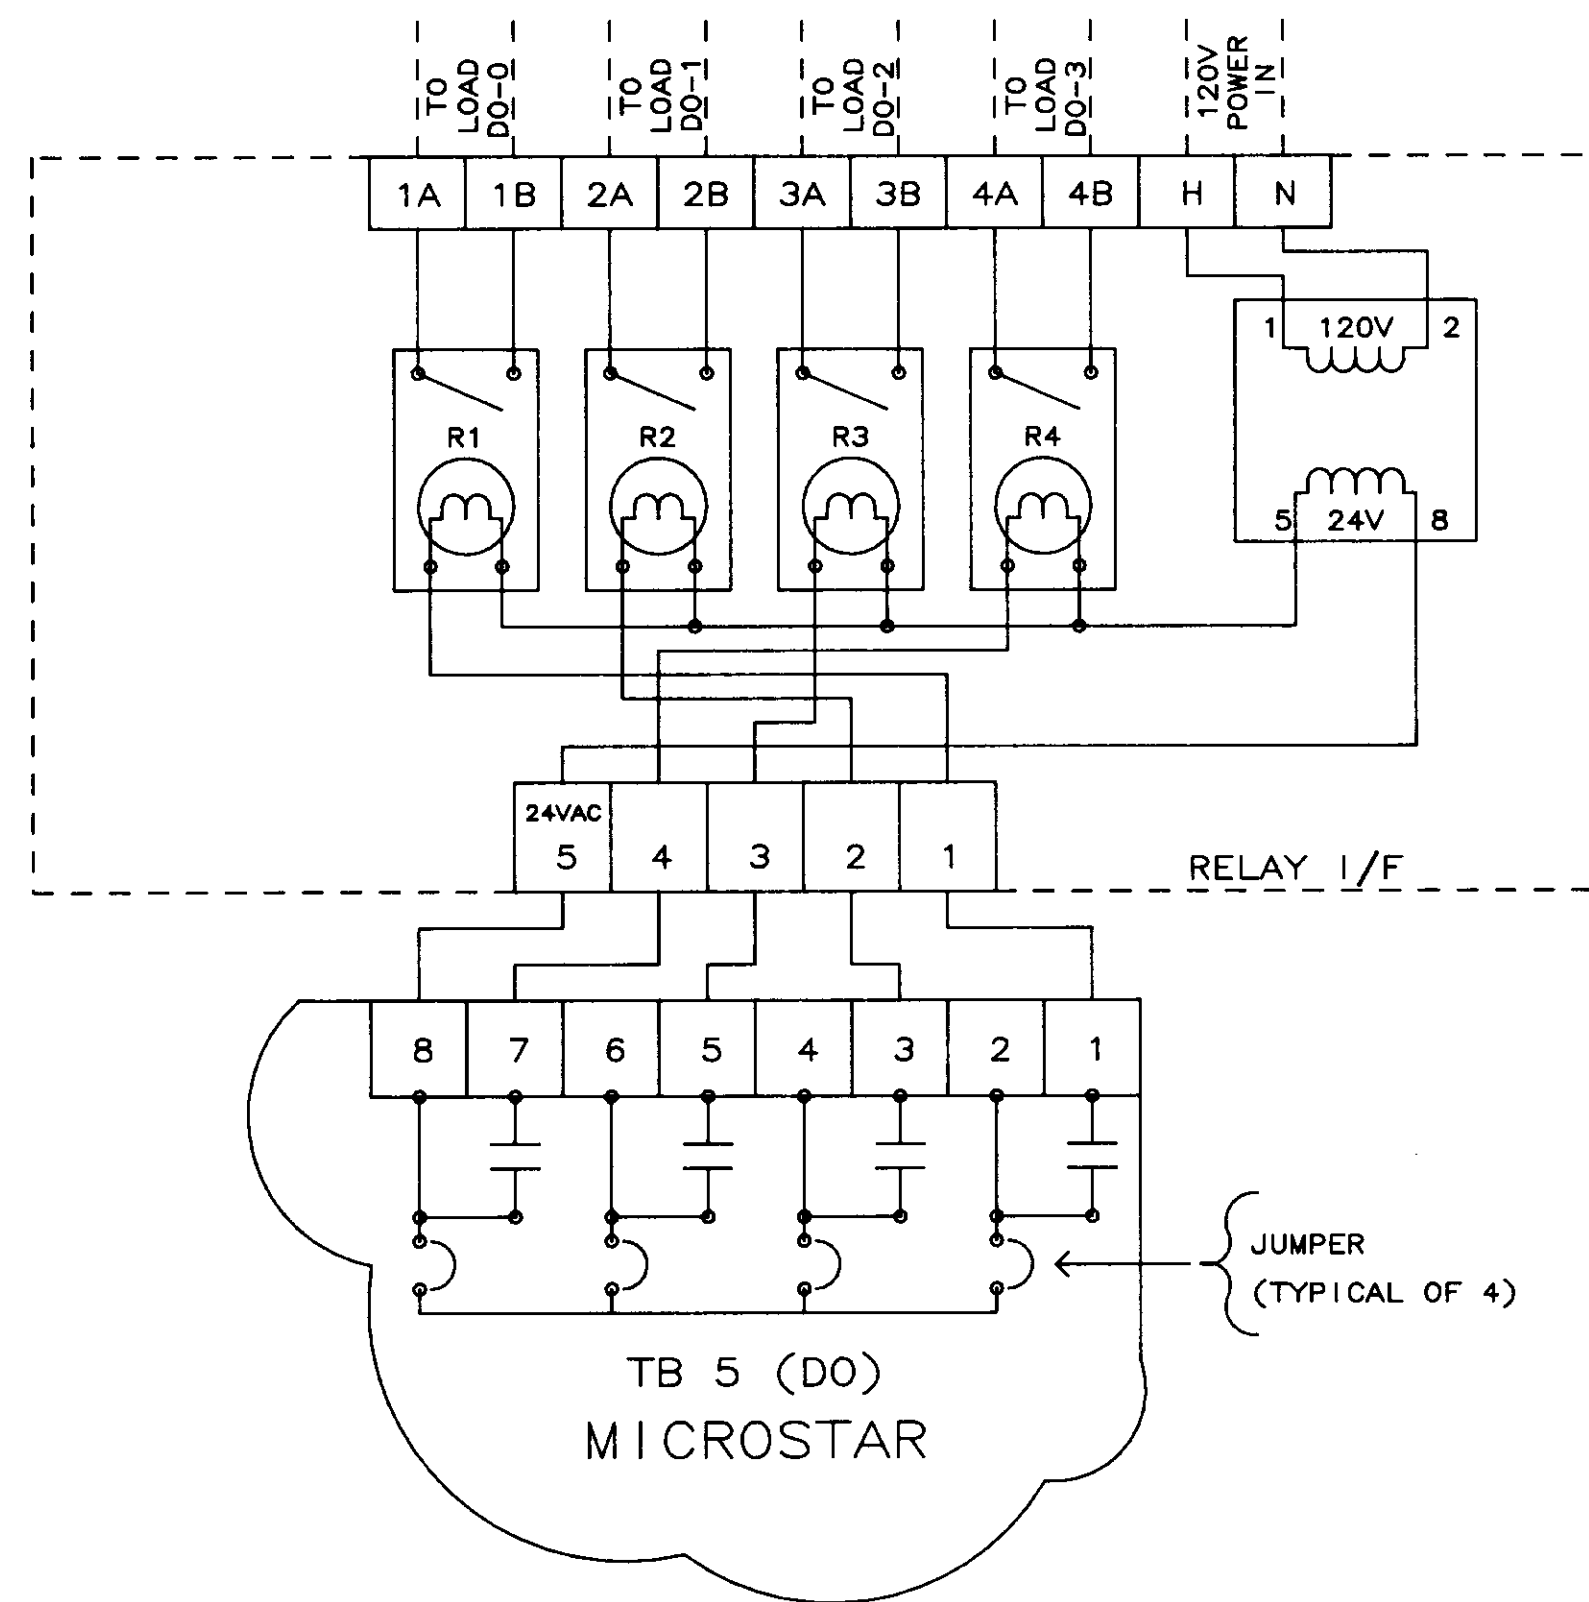 TO
LOAD
DO-0
TO
LOAD
DO-1
TO
LOAD
DO-2
TO
LOAD
DO-3
120V
POWER
IN
1A 1B 2A 2B 3A 3B 4A 4B H N
1 120V 2
R1 R2 R3 R4
5 24V 8
24VAC
5 4 3 2 1
RELAY I/F
8 7 6 5 4 3 2 1
JUMPER
(TYPICAL OF 4)
TB 5 (DO)
MICROSTAR